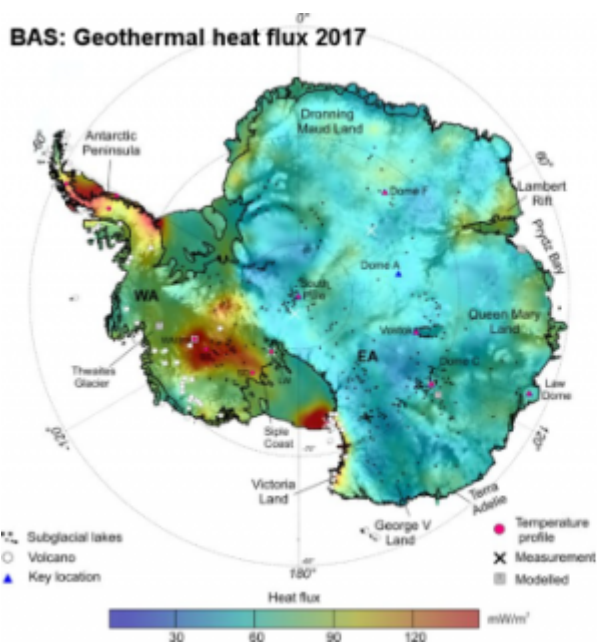 0°
BAS: Geothermal heat flux 2017
Dronning
Maud Land
Antarctic
Peninsula
-60°
60°
Dome F
Lambert
Rift
Prydz Bay
Dome A
South
Pole
WA
Queen Mary
Land
Vostok
EA
Dome C
Thwaites
Glacier
Law
Dome
-120°
120°
Siple
Coast
-70°
Victoria
Land
Terra
Adelie
George V
Land
-60°
180°
Subglacial lakes
Volcano
Key location
Temperature
profile
Measurement
Modelled
Heat flux
30 60 90 120 mW/m²